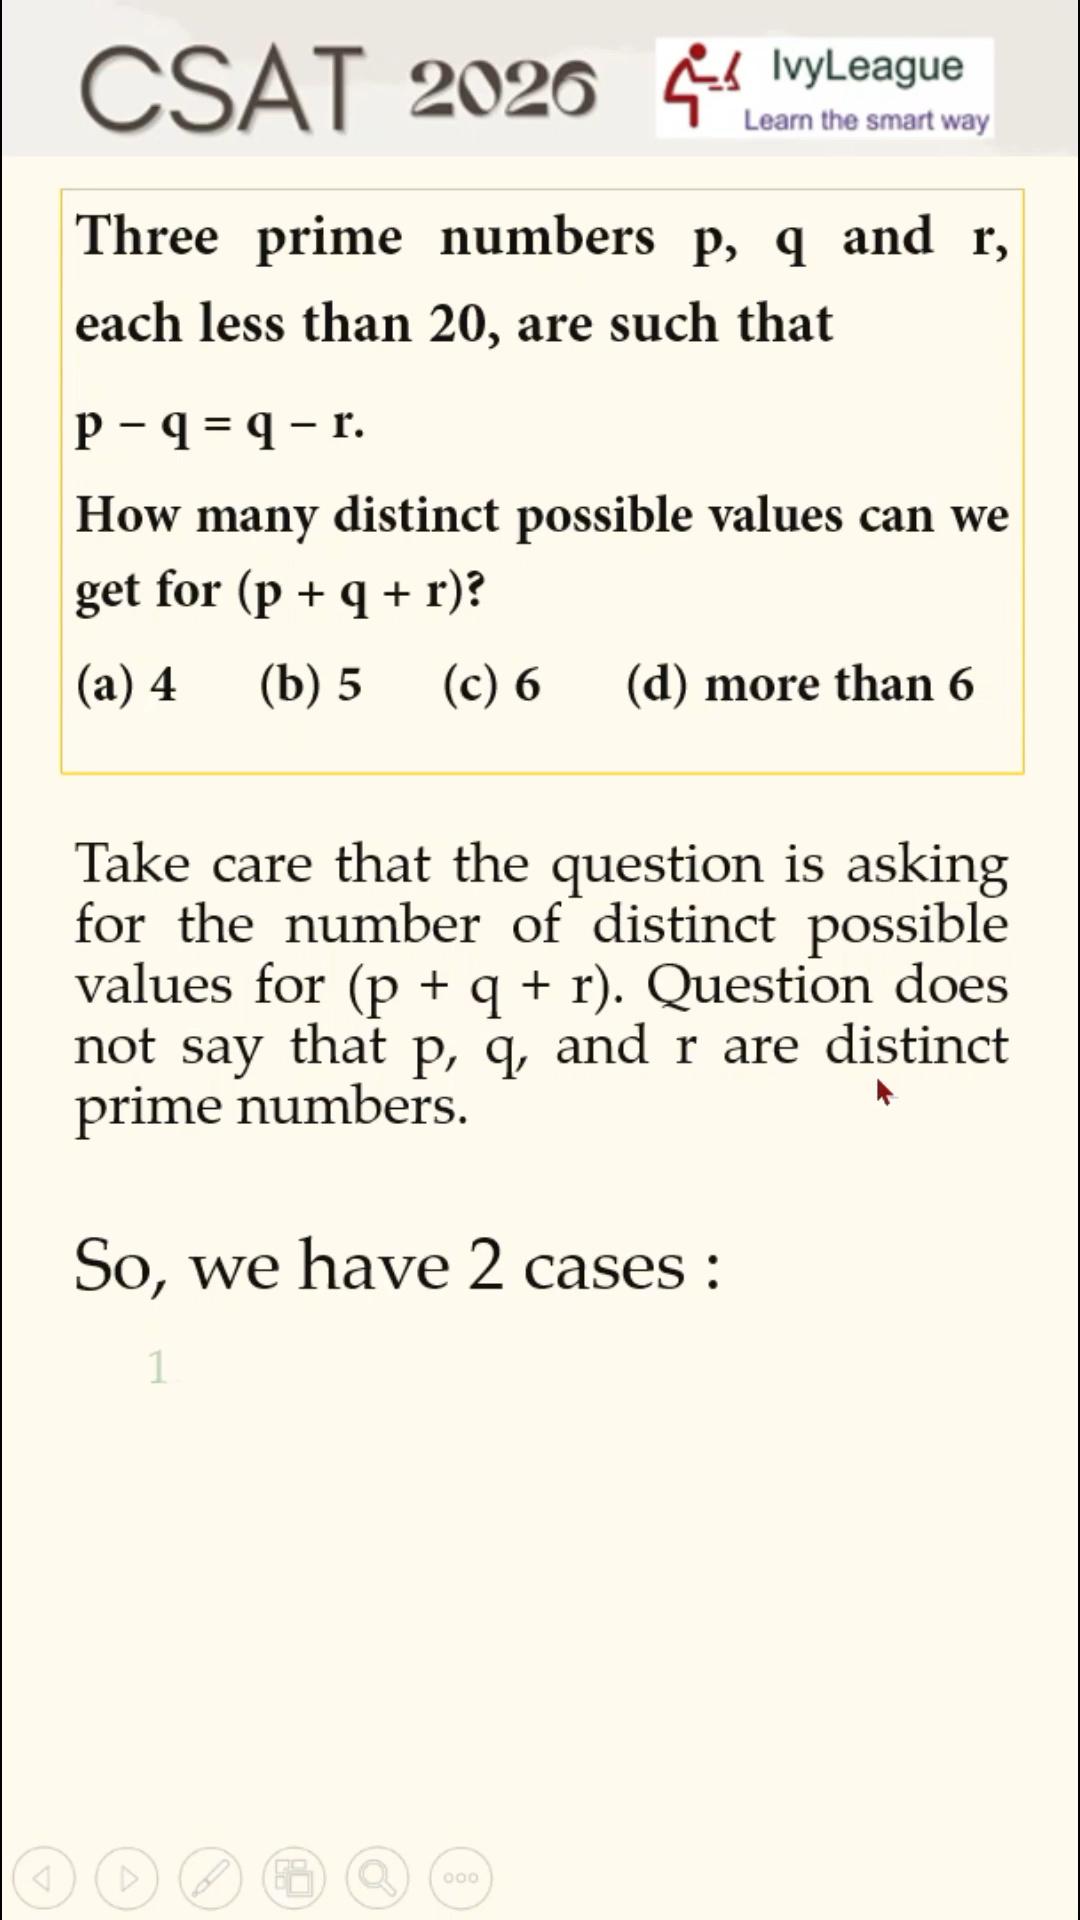 CSAT 2026
IvyLeague
Learn the smart way
Three prime numbers p, q and r,
each less than 20, are such that
p – q = q – r.
How many distinct possible values can we
get for (p + q + r)?
(a) 4 (b) 5 (c) 6 (d) more than 6
Take care that the question is asking
for the number of distinct possible
values for (p + q + r). Question does
not say that p, q, and r are distinct
prime numbers.
So, we have 2 cases :
1